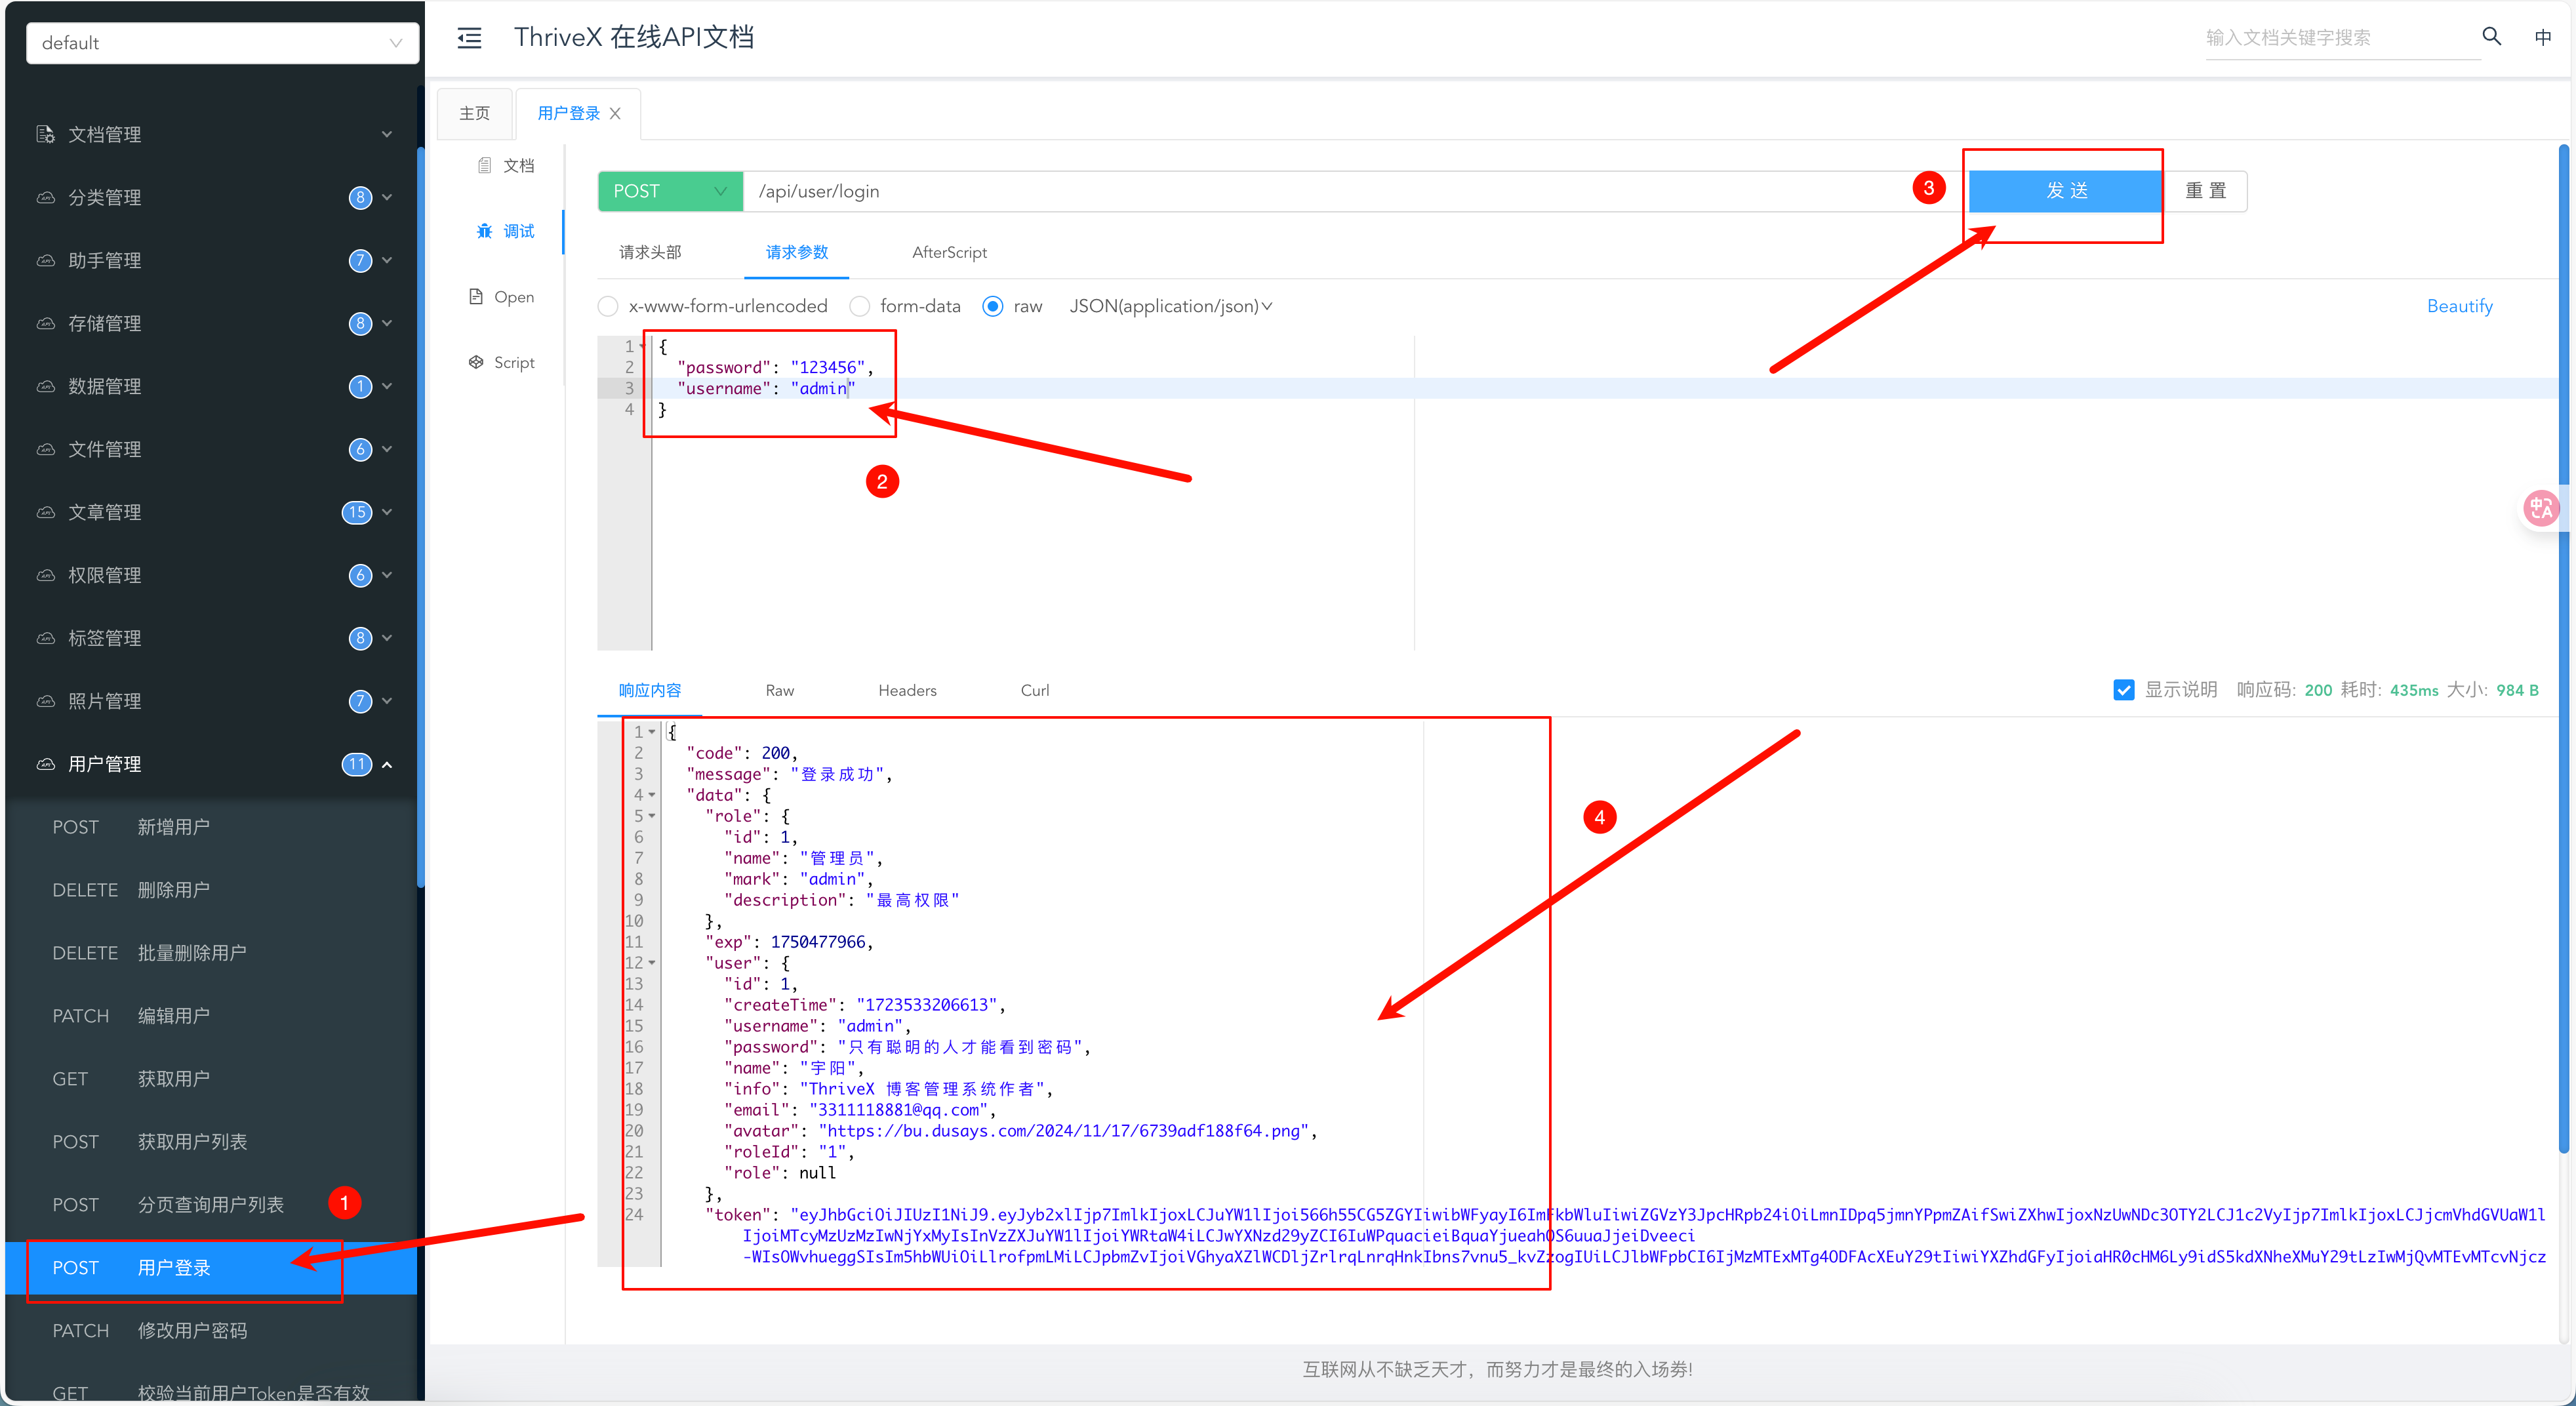 default
ThriveX 在线API文档
输入文档关键字搜索
中
主页
用户登录
文档管理
分类管理 8
助手管理 7
存储管理 8
数据管理 1
文件管理 6
文章管理 15
权限管理 6
标签管理 8
照片管理 7
用户管理 11
POST 新增用户
DELETE 删除用户
DELETE 批量删除用户
PATCH 编辑用户
GET 获取用户
POST 获取用户列表
POST 分页查询用户列表
1
POST 用户登录
PATCH 修改用户密码
GET 校验当前用户Token是否有效
文档
调试
Open
Script
POST /api/user/login
3
发 送
重 置
请求头部 请求参数 AfterScript
x-www-form-urlencoded form-data raw JSON(application/json) Beautify
1 {
2 "password": "123456",
3 "username": "admin"
4 }
2
响应内容 Raw Headers Curl
显示说明 响应码: 200 耗时: 435ms 大小: 984 B
1 {
2 "code": 200,
3 "message": "登录成功",
4 "data": {
5 "role": {
6 "id": 1,
7 "name": "管理员",
8 "mark": "admin",
9 "description": "最高权限"
10 },
11 "exp": 1750477966,
12 "user": {
13 "id": 1,
14 "createTime": "1723533206613",
15 "username": "admin",
16 "password": "只有聪明的人才能看到密码",
17 "name": "宇阳",
18 "info": "ThriveX 博客管理系统作者",
19 "email": "3311118881@qq.com",
20 "avatar": "https://bu.dusays.com/2024/11/17/6739adf188f64.png",
21 "roleId": "1",
22 "role": null
23 },
24 "token":
4
互联网从不缺乏天才，而努力才是最终的入场券!